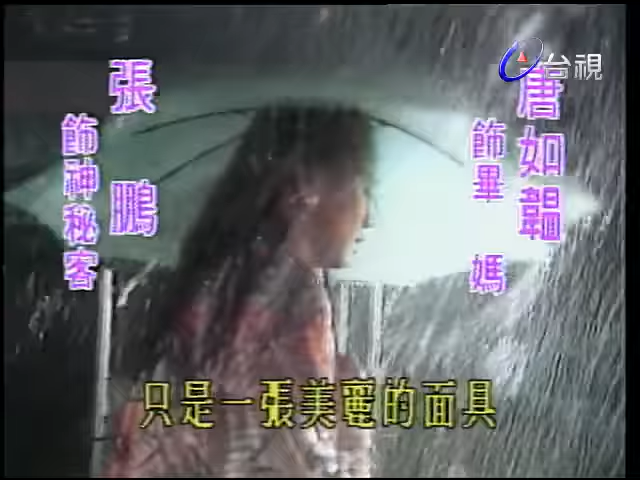 台視
唐如韞
飾畢 媽
張 鵬
飾神秘客
只是一張美麗的面具